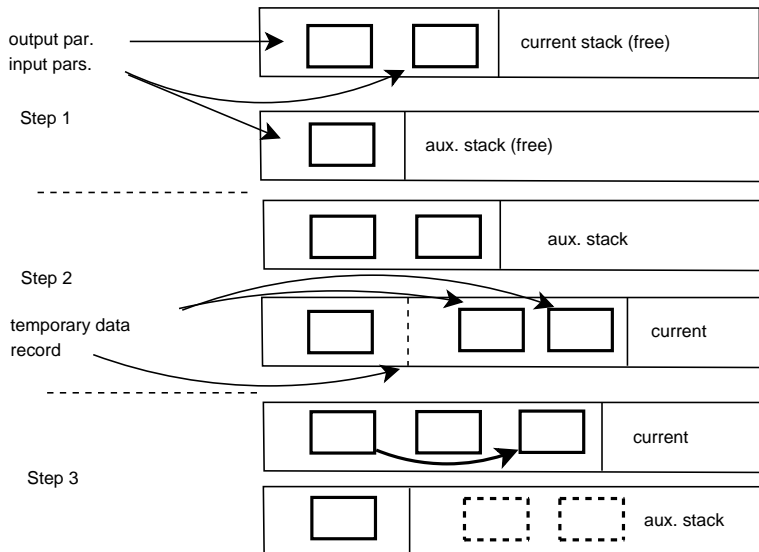 output par.
input pars.
current stack (free)
Step 1
aux. stack (free)
aux. stack
Step 2
temporary data
record
current
current
Step 3
aux. stack